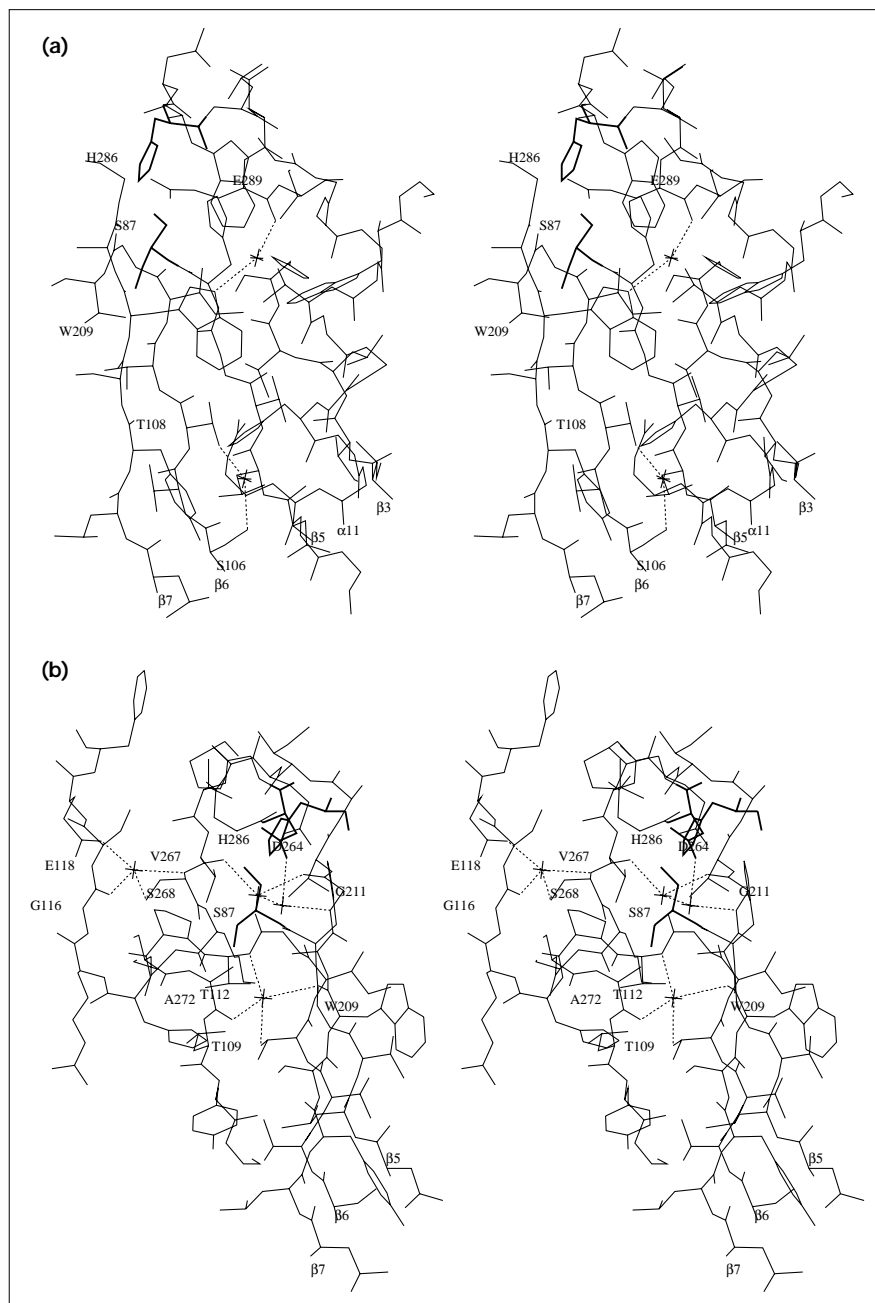 (a)
H286
E289
S87
W209
T108
β3
α11
β5
S106
β6
β7
H286
E289
S87
W209
T108
β3
α11
β5
S106
β6
β7
(b)
H286
D264
E118
V267
G211
S268
G116
S87
T112
A272
W209
T109
β5
β6
β7
H286
D264
E118
V267
G211
S268
G116
S87
T112
A272
W209
T109
β5
β6
β7